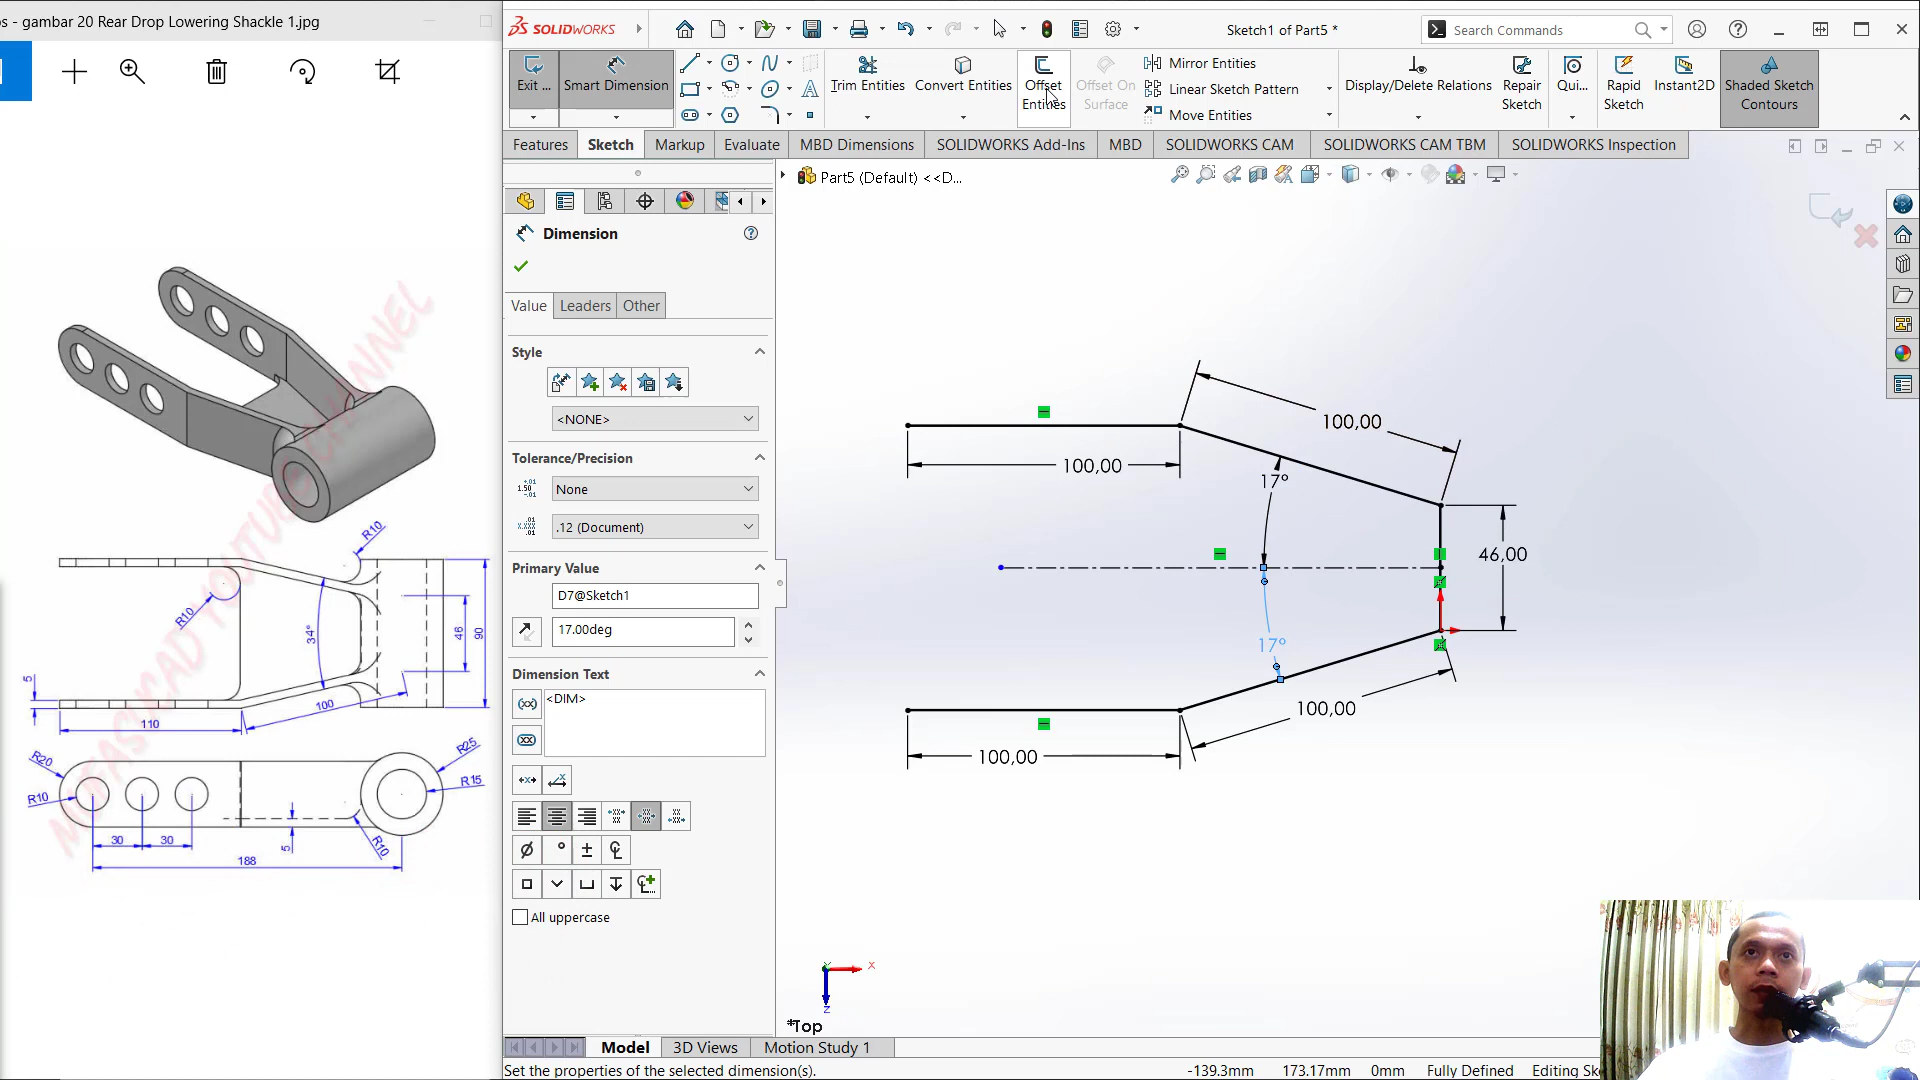 s - gambar 20 Rear Drop Lowering Shackle 1.jpg
SOLIDWORKS
Sketch1 of Part5 *
Search Commands
Exit ...
Smart Dimension
Trim Entities
Convert Entities
Offset Entities
Offset On Surface
Mirror Entities
Linear Sketch Pattern
Move Entities
Display/Delete Relations
Repair Sketch
Qui...
Rapid Sketch
Instant2D
Shaded Sketch Contours
Features
Sketch
Markup
Evaluate
MBD Dimensions
SOLIDWORKS Add-Ins
MBD
SOLIDWORKS CAM
SOLIDWORKS CAM TBM
SOLIDWORKS Inspection
Part5 (Default) <<D...
Dimension
Value
Leaders
Other
Style
<NONE>
Tolerance/Precision
None
.12 (Document)
Primary Value
D7@Sketch1
17.00deg
Dimension Text
<DIM>
All uppercase
100,00
100,00
17°
46,00
17°
100,00
100,00
R10
R10
34°
46
90
5
100
110
R20
R25
R10
R15
30
30
5
R10
188
X
Z
*Top
Model
3D Views
Motion Study 1
Set the properties of the selected dimension(s).
-139.3mm
173.17mm
0mm
Fully Defined
Editing Sk